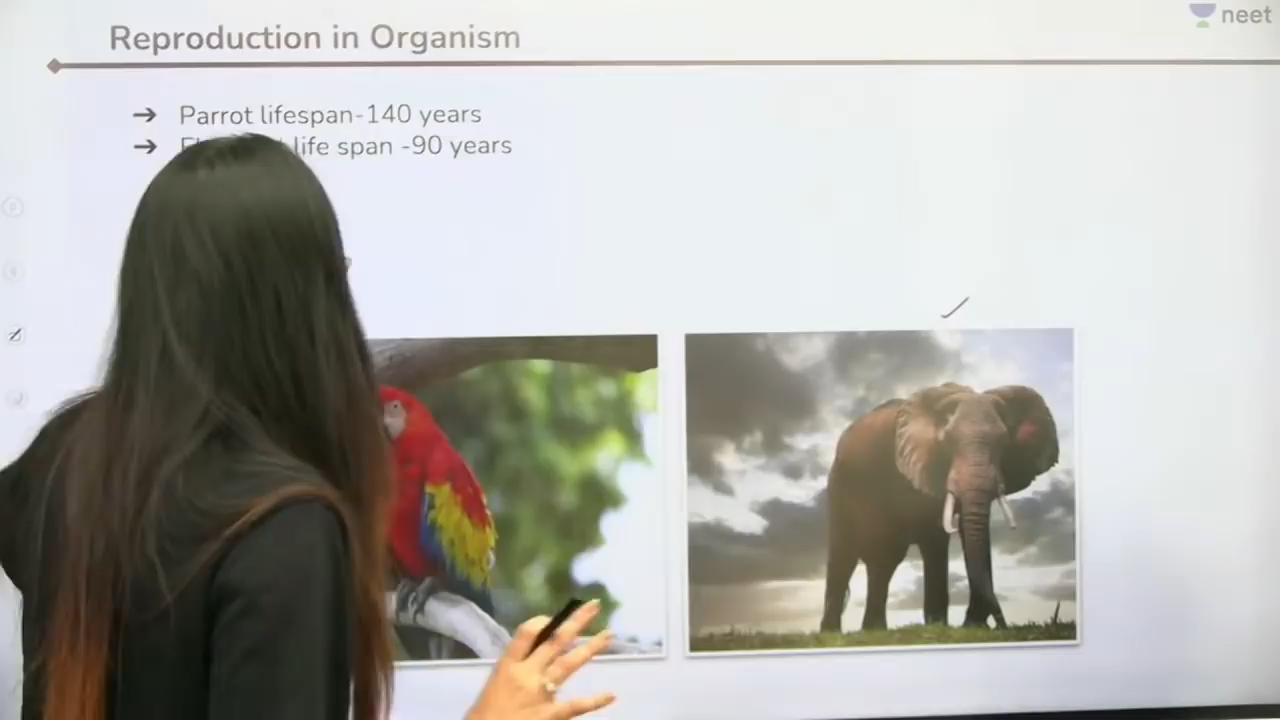 neet
Reproduction in Organism
→ Parrot lifespan-140 years
→ life span -90 years